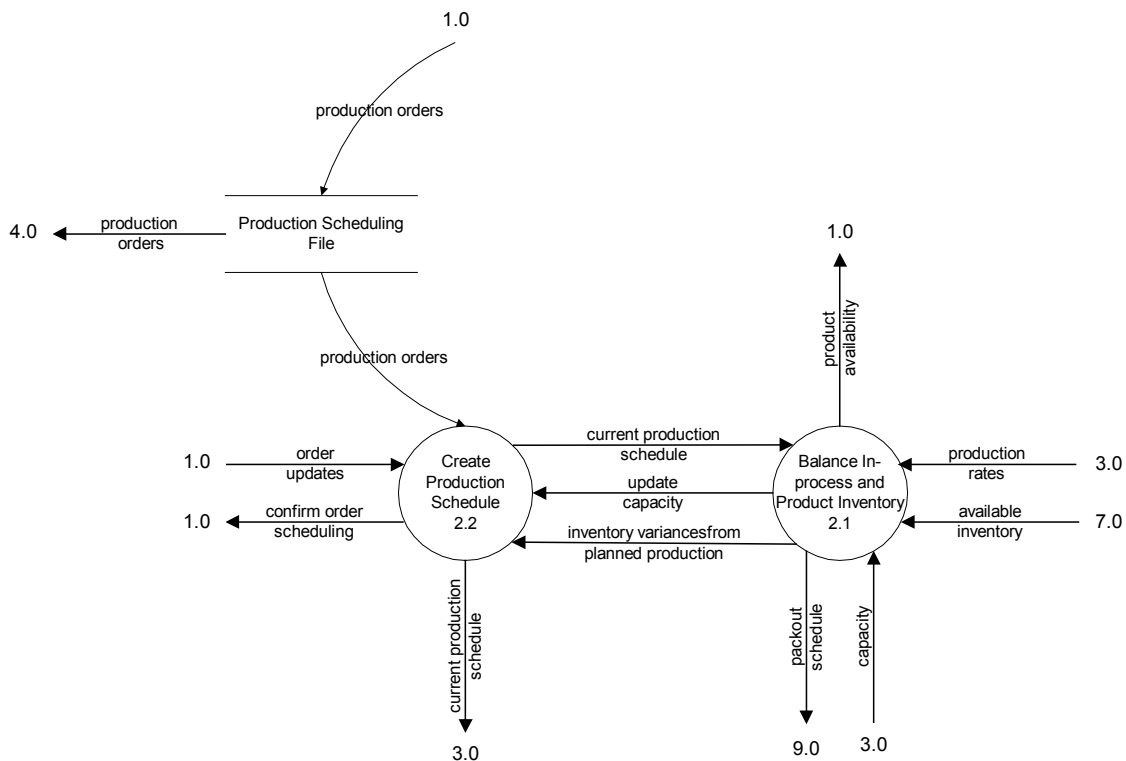 1.0
production orders
production
orders
4.0
Production Scheduling
File
1.0
product
availability
production orders
1.0
order
updates
Create
Production
Schedule
2.2
current production
schedule
Balance In-
process and
Product Inventory
2.1
production
rates
3.0
update
capacity
1.0
confirm order
scheduling
available
inventory
7.0
inventory variancesfrom
planned production
current production
schedule
packout
schedule
capacity
3.0
9.0
3.0